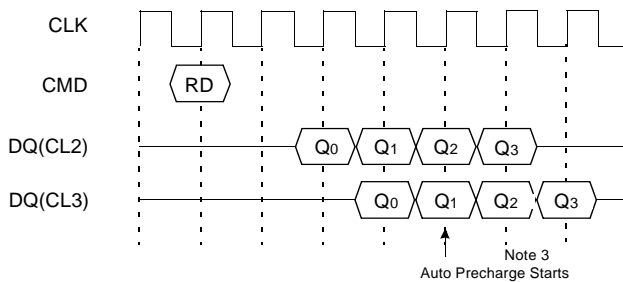 CLK
CMD RD
DQ(CL2) Q0 Q1 Q2 Q3
DQ(CL3) Q0 Q1 Q2 Q3
Note 3
Auto Precharge Starts